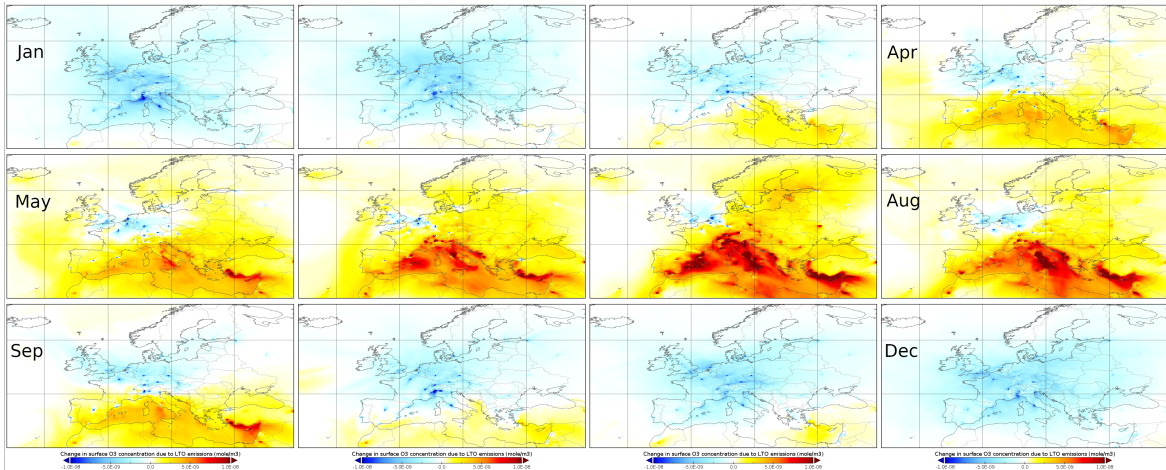 Jan
Apr
May
Aug
Sep
Dec
Change in surface O3 concentration due to LTO emissions (mole/m3)
-1.0E-08 -5.0E-09 0.0 5.0E-09 1.0E-08
Change in surface O3 concentration due to LTO emissions (mole/m3)
-1.0E-08 -5.0E-09 0.0 5.0E-09 1.0E-08
Change in surface O3 concentration due to LTO emissions (mole/m3)
-1.0E-08 -5.0E-09 0.0 5.0E-09 1.0E-08
Change in surface O3 concentration due to LTO emissions (mole/m3)
-1.0E-08 -5.0E-09 0.0 5.0E-09 1.0E-08